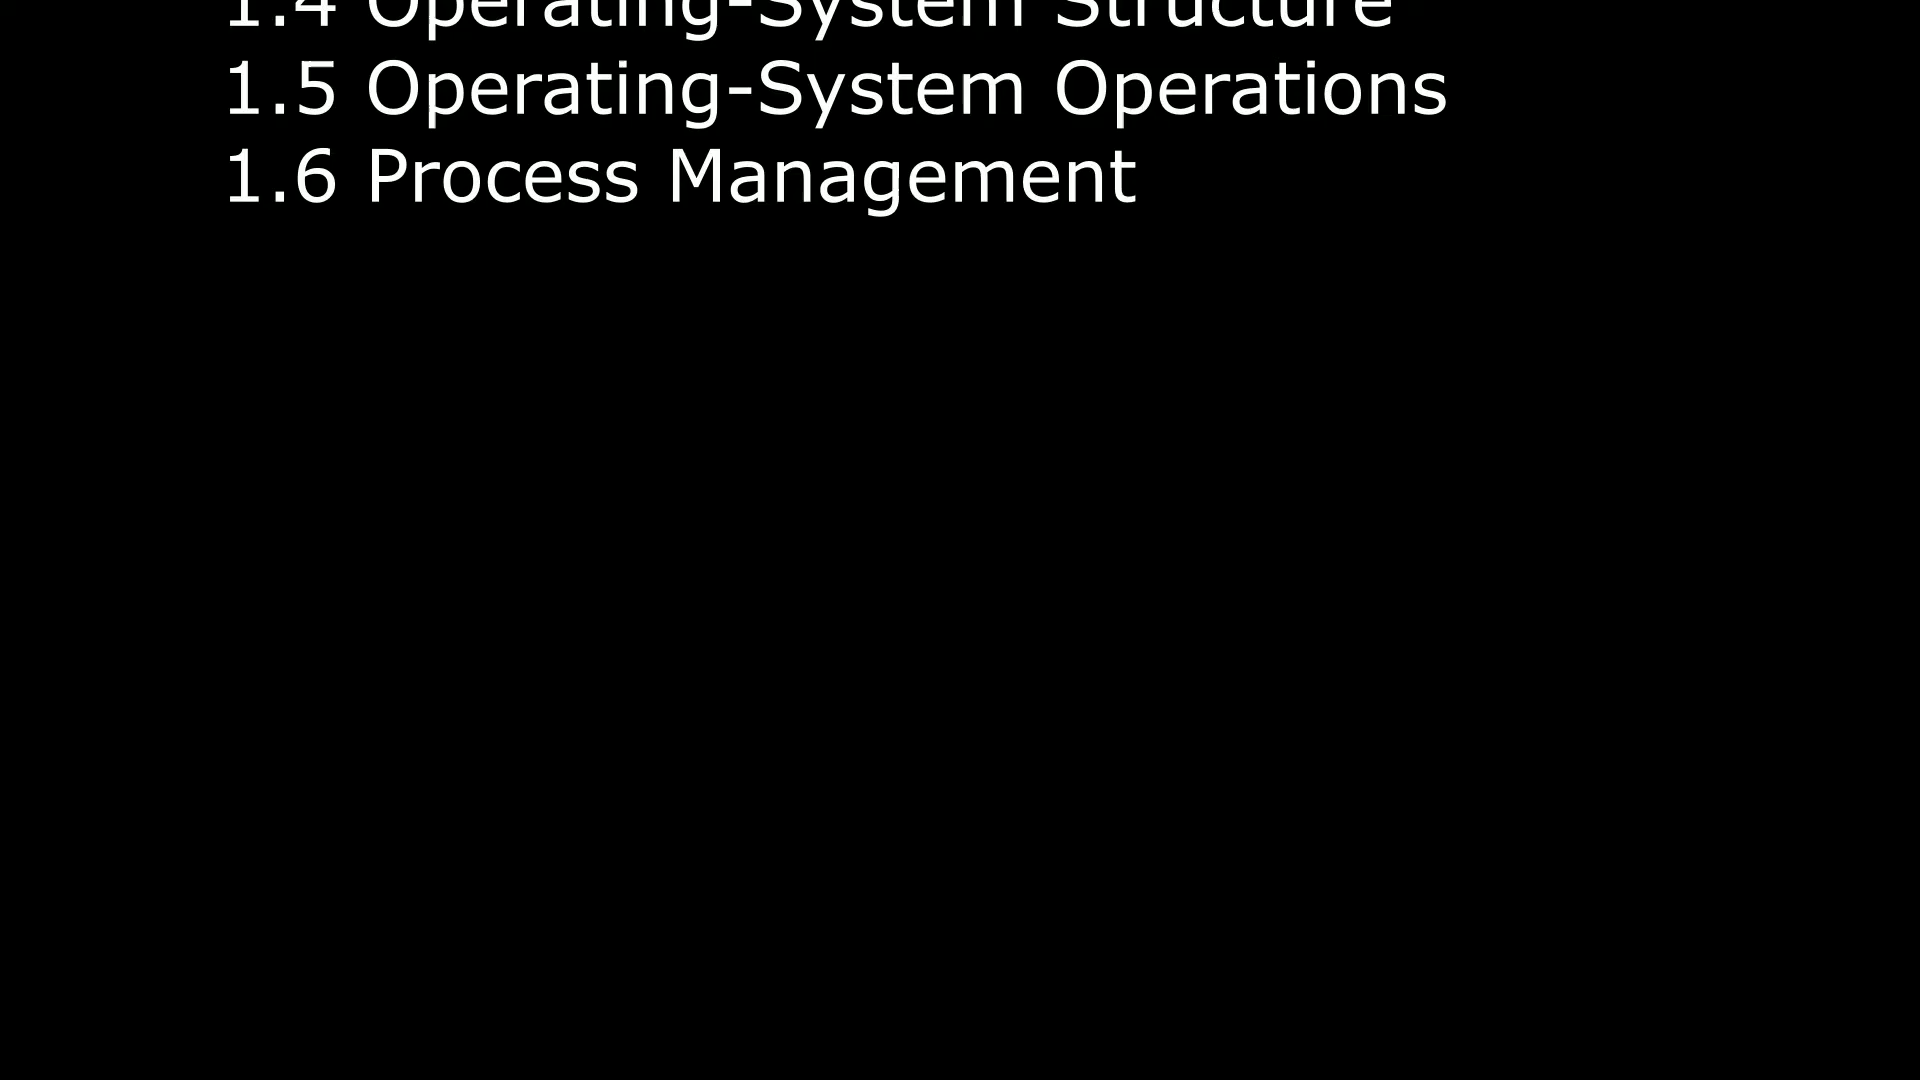 1.4 Operating-System Structure
1.5 Operating-System Operations
1.6 Process Management